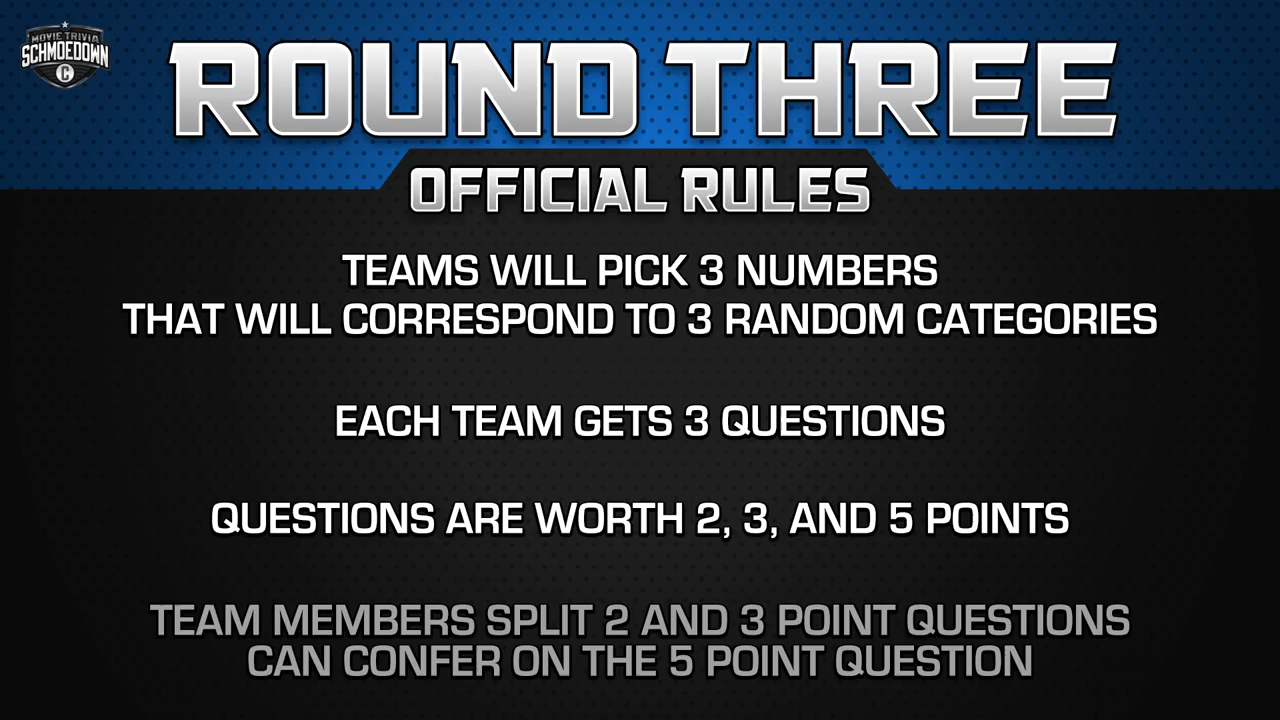 MOVIE TRIVIA
SCHMOEDOWN
C
ROUND THREE
OFFICIAL RULES
TEAMS WILL PICK 3 NUMBERS
THAT WILL CORRESPOND TO 3 RANDOM CATEGORIES
EACH TEAM GETS 3 QUESTIONS
QUESTIONS ARE WORTH 2, 3, AND 5 POINTS
TEAM MEMBERS SPLIT 2 AND 3 POINT QUESTIONS
CAN CONFER ON THE 5 POINT QUESTION